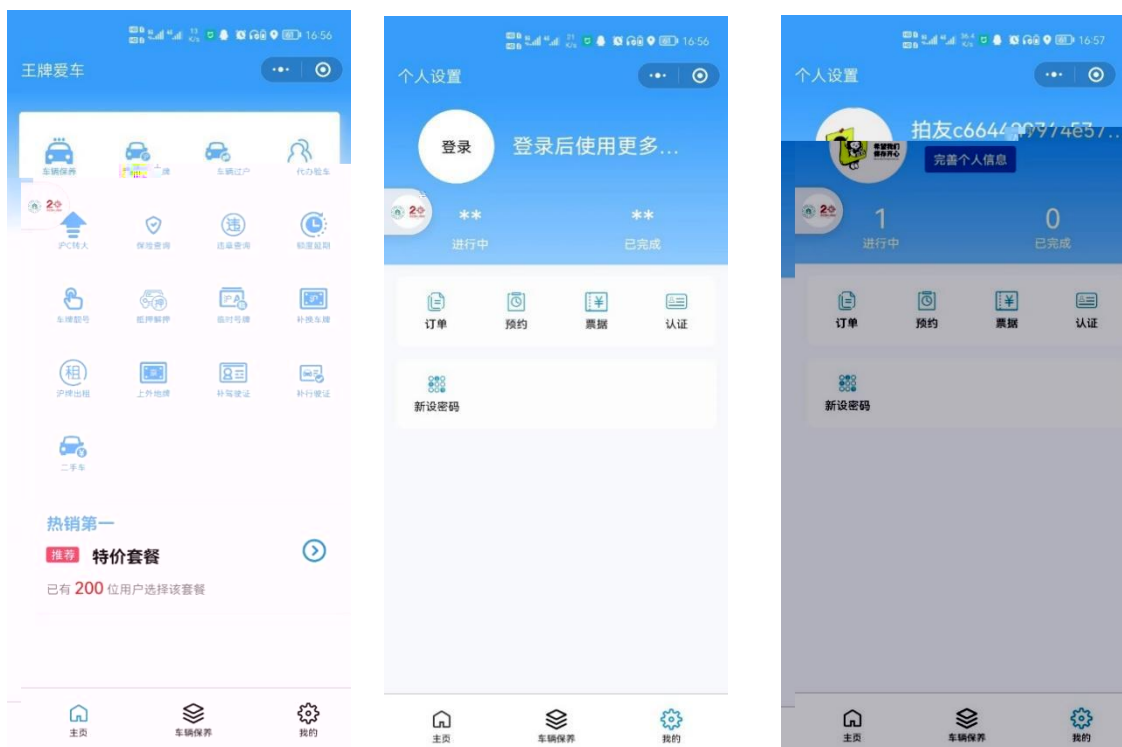 16:56
王牌爱车
车辆保养
牌
车辆过户
代办验车
沪C转大
保险查询
违
违章查询
额度延期
车牌靓号
抵押解押
临时号牌
补换车牌
租
沪牌出租
上外地牌
补驾驶证
补行驶证
二手车
热销第一
推荐 特价套餐
已有 200 位用户选择该套餐
主页
车辆保养
我的
16:56
个人设置
登录
登录后使用更多...
**
**
进行中
已完成
订单
预约
票据
认证
新设密码
主页
车辆保养
我的
16:57
个人设置
完善个人信息
1
0
进行中
已完成
订单
预约
票据
认证
新设密码
主页
车辆保养
我的